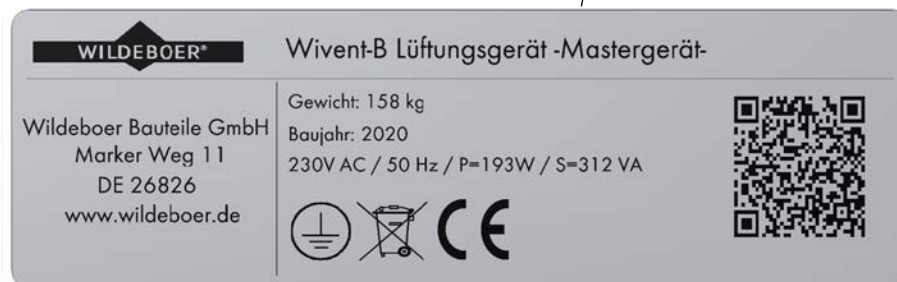 WILDEBOER®
Wivent-B Lüftungsgerät -Mastergerät-
Wildeboer Bauteile GmbH
Marker Weg 11
DE 26826
www.wildeboer.de
Gewicht: 158 kg
Baujahr: 2020
230V AC / 50 Hz / P=193W / S=312 VA
CE